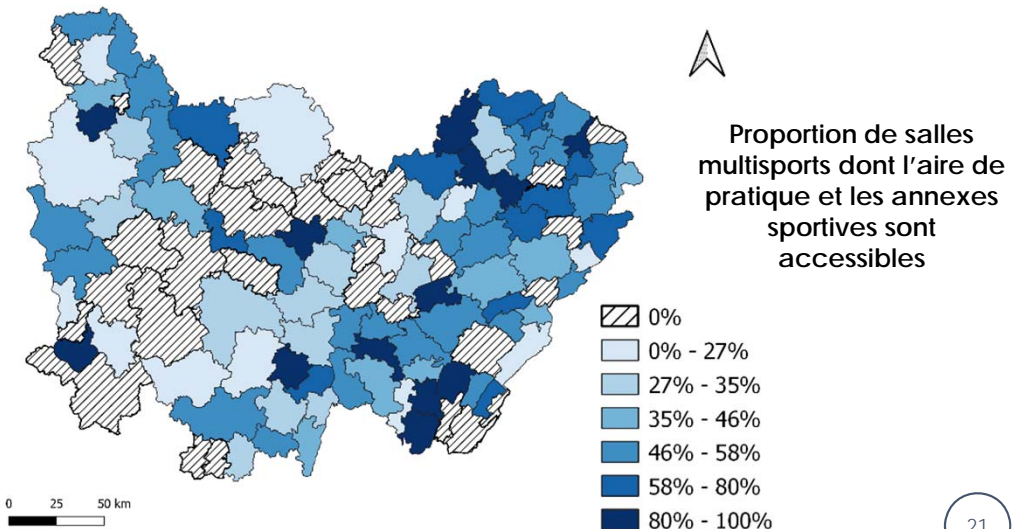 Proportion de salles
multisports dont l’aire de
pratique et les annexes
sportives sont
accessibles
0%
0% - 27%
27% - 35%
35% - 46%
46% - 58%
58% - 80%
80% - 100%
0 25 50 km
21